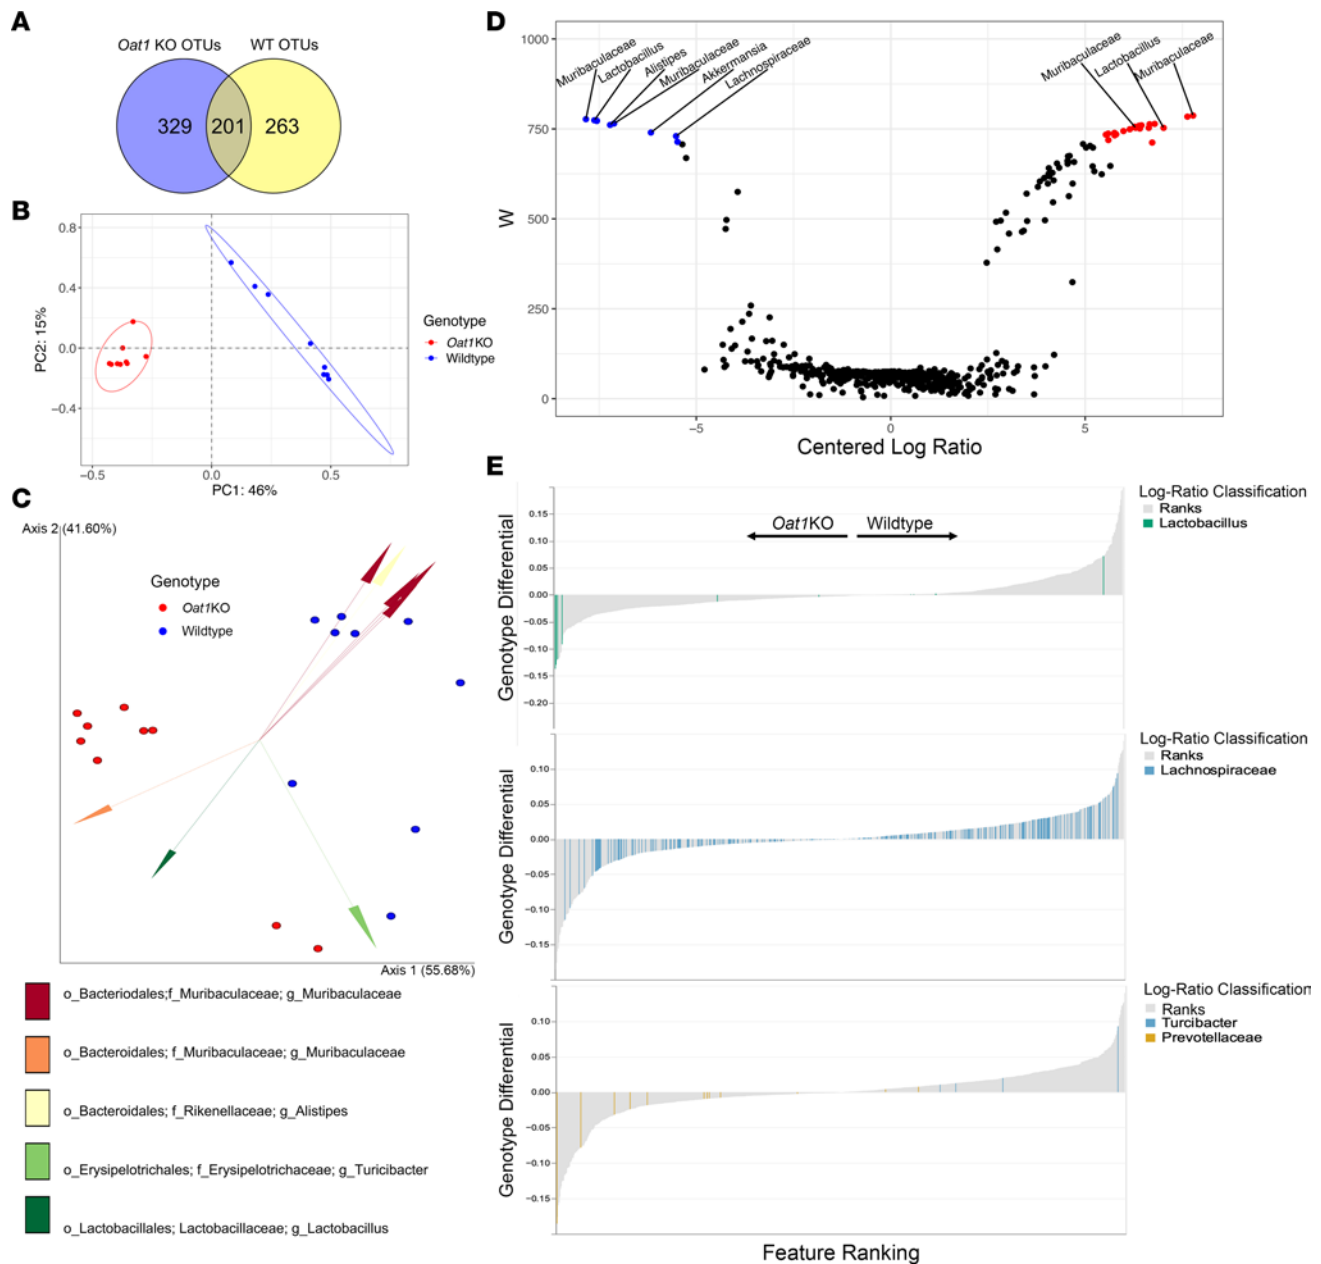 A
Oat1 KO OTUs
WT OTUs
329
201
263
B
0.8
0.4
0.0
−0.4
PC2: 15%
−0.5
0.0
0.5
PC1: 46%
Genotype
Oat1KO
Wildtype
C
Axis 2 (41.60%)
Genotype
Oat1KO
Wildtype
Axis 1 (55.68%)
o_Bacteriodales;f_Muribaculaceae; g_Muribaculaceae
o_Bacteroidales; f_Muribaculaceae; g_Muribaculaceae
o_Bacteroidales; f_Rikenellaceae; g_Alistipes
o_Erysipelotrichales; f_Erysipelotrichaceae; g_Turicibacter
o_Lactobacillales; Lactobacillaceae; g_Lactobacillus
D
1000
750
500
250
0
W
Muribaculaceae
Lactobacillus
Alistipes
Muribaculaceae
Akkermansia
Lachnospiraceae
Muribaculaceae
Lactobacillus
Muribaculaceae
−5
0
5
Centered Log Ratio
E
Genotype Differential
0.15
0.10
0.05
0.00
−0.05
−0.10
−0.15
−0.20
Oat1KO
Wildtype
Log-Ratio Classification
Ranks
Lactobacillus
Genotype Differential
0.10
0.05
0.00
−0.05
−0.10
−0.15
Log-Ratio Classification
Ranks
Lachnospiraceae
Genotype Differential
0.10
0.05
0.00
−0.05
−0.10
−0.15
Log-Ratio Classification
Ranks
Turcibacter
Prevotellaceae
Feature Ranking